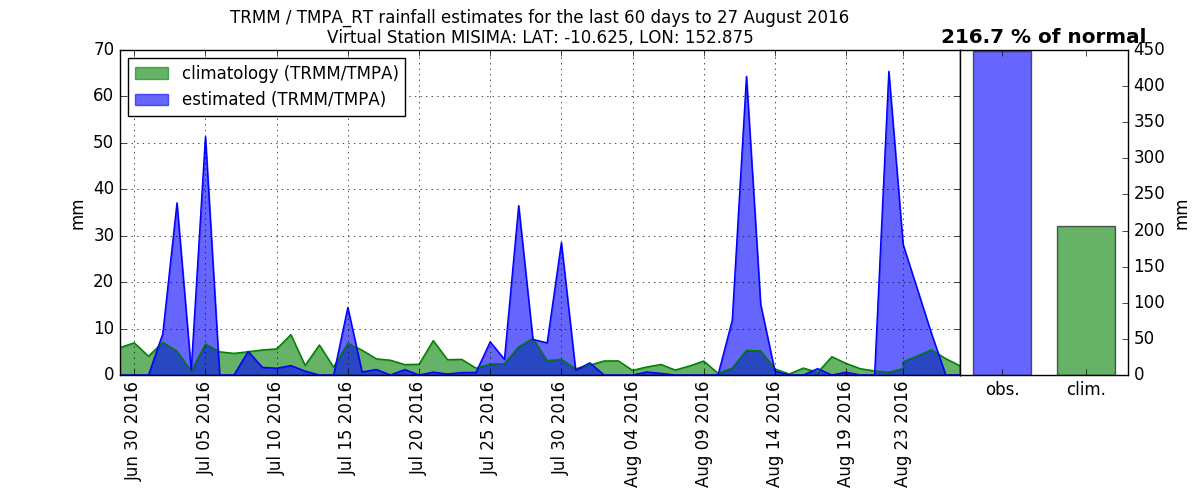 TRMM / TMPA_RT rainfall estimates for the last 60 days to 27 August 2016
Virtual Station MISIMA: LAT: -10.625, LON: 152.875
216.7 % of normal
climatology (TRMM/TMPA)
estimated (TRMM/TMPA)
70
60
50
40
30
20
10
0
mm
Jun 30 2016
Jul 05 2016
Jul 10 2016
Jul 15 2016
Jul 20 2016
Jul 25 2016
Jul 30 2016
Aug 04 2016
Aug 09 2016
Aug 14 2016
Aug 19 2016
Aug 23 2016
obs.
clim.
450
400
350
300
250
200
150
100
50
0
mm